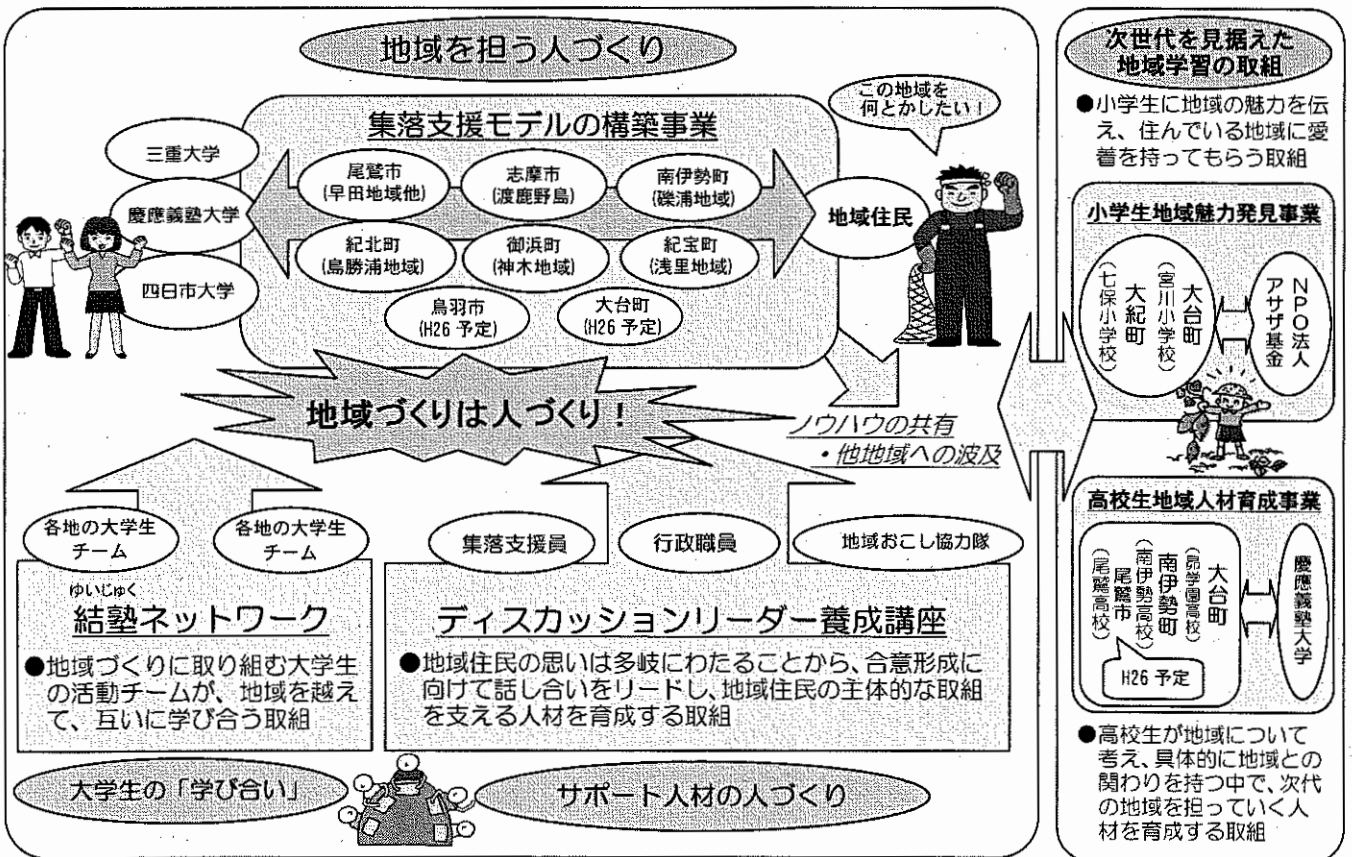 地域を担う人づくり
集落支援モデルの構築事業
この地域を
何とかしたい！
三重大学
慶應義塾大学
四日市大学
尾鷲市
(早田地域他)
志摩市
(渡鹿野島)
南伊勢町
(礫浦地域)
紀北町
(島勝浦地域)
御浜町
(神木地域)
紀宝町
(浅里地域)
鳥羽市
(H26 予定)
大台町
(H26 予定)
地域住民
地域づくりは人づくり！
ノウハウの共有
・他地域への波及
各地の大学生
チーム
各地の大学生
チーム
ゆいじゅく
結塾ネットワーク
●地域づくりに取り組む大学生
の活動チームが、地域を越え
て、互いに学び合う取組
大学生の「学び合い」
集落支援員
行政職員
地域おこし協力隊
ディスカッションリーダー養成講座
●地域住民の思いは多岐にわたることから、合意形成に
向けて話し合いをリードし、地域住民の主体的な取組
を支える人材を育成する取組
サポート人材の人づくり
次世代を見据えた
地域学習の取組
●小学生に地域の魅力を伝
え、住んでいる地域に愛
着を持ってもらう取組
小学生地域魅力発見事業
大台町
(宮川小学校)
大紀町
(七保小学校)
NPO法人
アサザ基金
高校生地域人材育成事業
大台町
(昴学園高校)
南伊勢町
(南伊勢高校)
尾鷲市
(尾鷲高校)
H26 予定
慶應義塾大学
●高校生が地域について
考え、具体的に地域との
関わりを持つ中で、次代
の地域を担っていく人
材を育成する取組